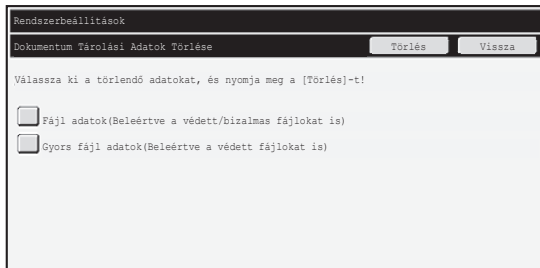 Rendszerbeállítások
Dokumentum Tárolási Adatok Törlése Törlés Vissza
Válassza ki a törlendő adatokat, és nyomja meg a [Törlés]-t!
Fájl adatok(Beleértve a védett/bizalmas fájlokat is)
Gyors fájl adatok(Beleértve a védett fájlokat is)